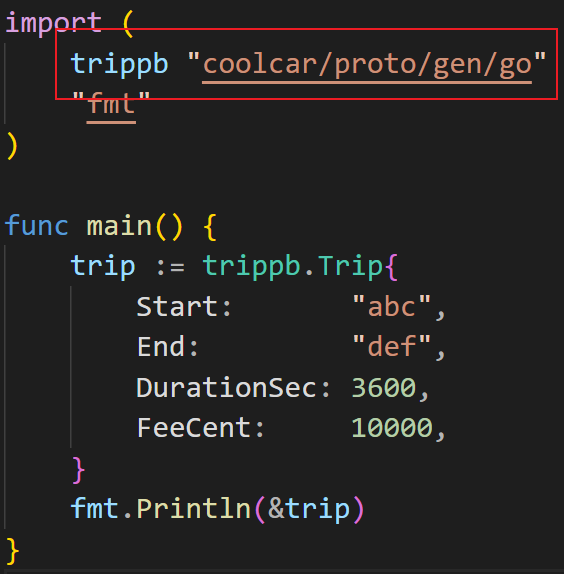 import (
    trippb "coolcar/proto/gen/go"
    "fmt"
)
func main() {
    trip := trippb.Trip{
        Start:       "abc",
        End:         "def",
        DurationSec: 3600,
        FeeCent:     10000,
    }
    fmt.Println(&trip)
}